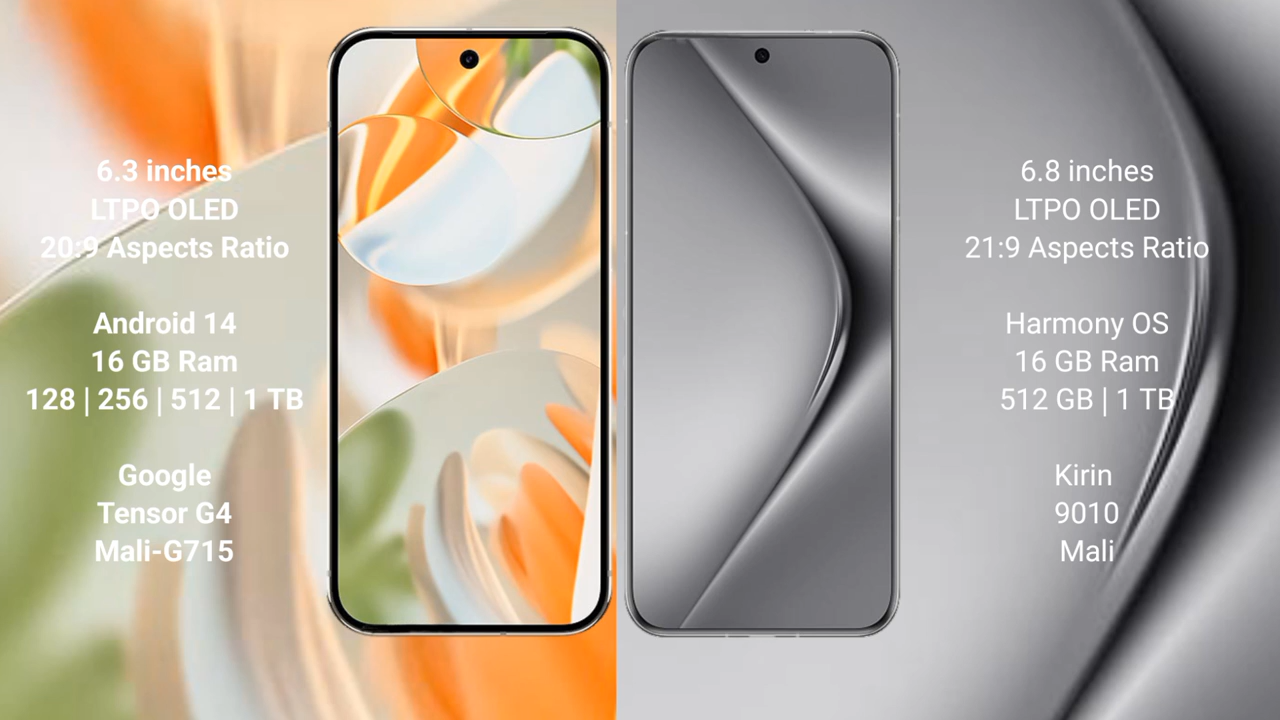 6.3 inches
LTPO OLED
20:9 Aspects Ratio
Android 14
16 GB Ram
128 | 256 | 512 | 1 TB
Google
Tensor G4
Mali-G715
6.8 inches
LTPO OLED
21:9 Aspects Ratio
Harmony OS
16 GB Ram
512 GB | 1 TB
Kirin
9010
Mali